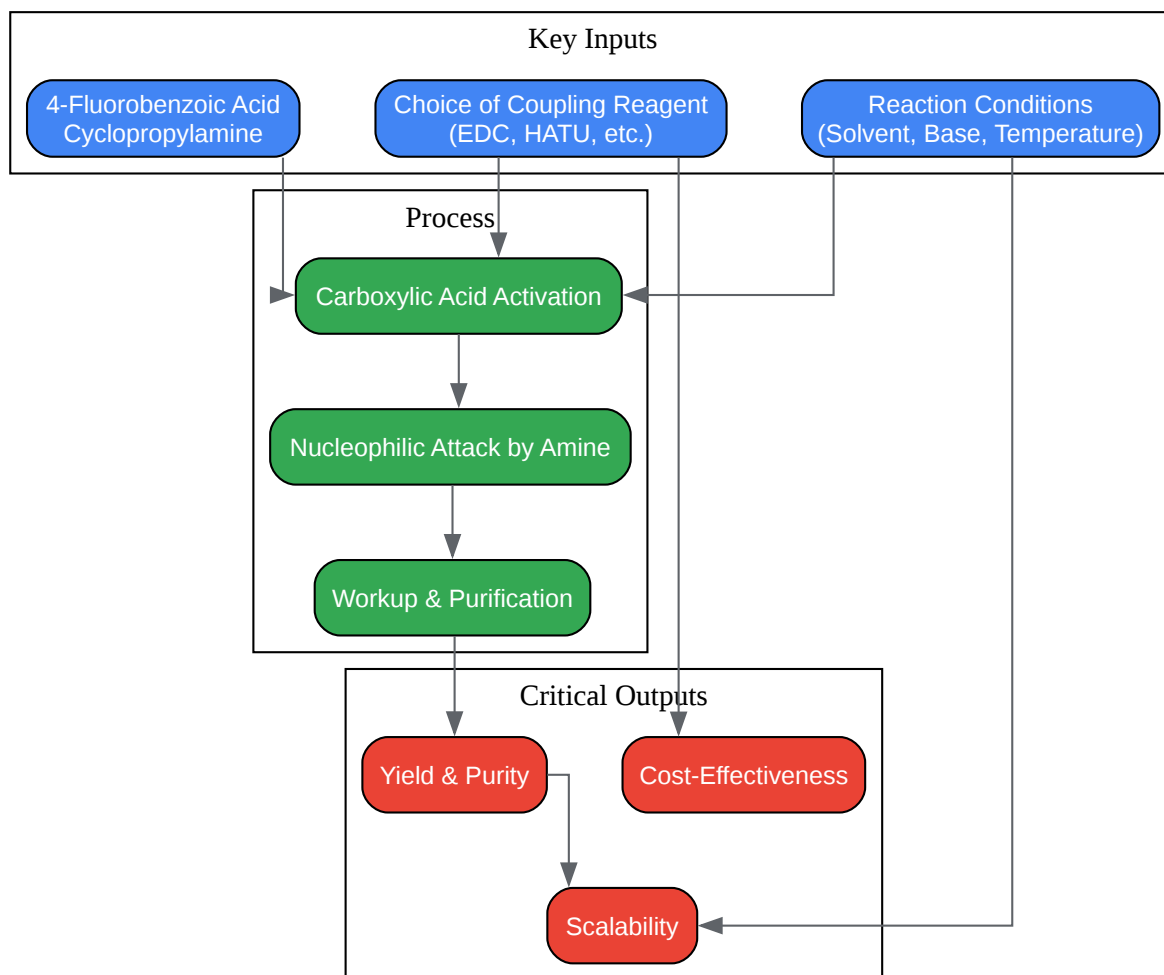 Key Inputs
4-Fluorobenzoic Acid
Cyclopropylamine
Choice of Coupling Reagent
(EDC, HATU, etc.)
Reaction Conditions
(Solvent, Base, Temperature)
Process
Carboxylic Acid Activation
Nucleophilic Attack by Amine
Workup & Purification
Critical Outputs
Yield & Purity
Cost-Effectiveness
Scalability